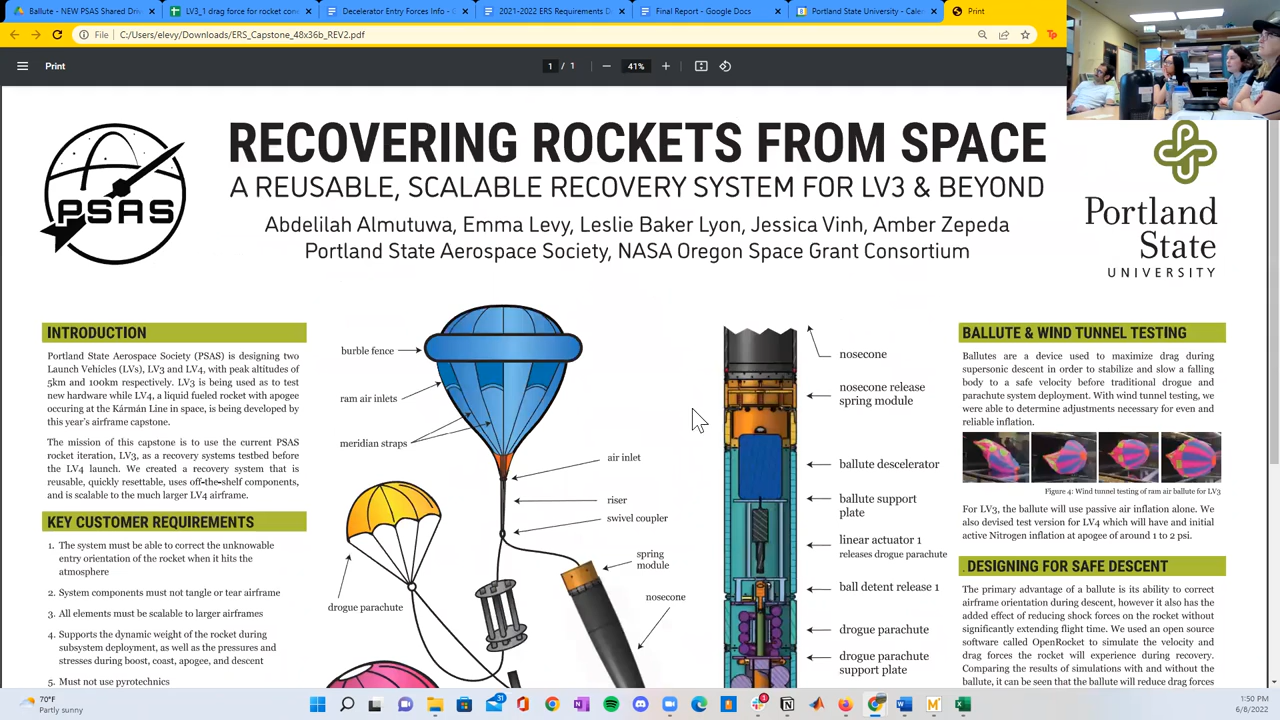 Ballute - NEW PSAS Shared Driv
LV3_1 drag force for rocket con
Decelerator Entry Forces Info - G
2021-2022 ERS Requirements D
Final Report - Google Docs
Portland State University - Caler
Print
File
C:/Users/elevy/Downloads/ERS_Capstone_48x36b_REV2.pdf
Print
1 / 1
41%
PSAS
RECOVERING ROCKETS FROM SPACE
A REUSABLE, SCALABLE RECOVERY SYSTEM FOR LV3 & BEYOND
Abdelilah Almutuwa, Emma Levy, Leslie Baker Lyon, Jessica Vinh, Amber Zepeda
Portland State Aerospace Society, NASA Oregon Space Grant Consortium
Portland
State
UNIVERSITY
INTRODUCTION
Portland State Aerospace Society (PSAS) is designing two
Launch Vehicles (LVs), LV3 and LV4, with peak altitudes of
5km and 100km respectively. LV3 is being used as to test
new hardware while LV4, a liquid fueled rocket with apogee
occuring at the Kármán Line in space, is being developed by
this year's airframe capstone.
The mission of this capstone is to use the current PSAS
rocket iteration, LV3, as a recovery systems testbed before
the LV4 launch. We created a recovery system that is
reusable, quickly resettable, uses off-the-shelf components,
and is scalable to the much larger LV4 airframe.
KEY CUSTOMER REQUIREMENTS
1. The system must be able to correct the unknowable
entry orientation of the rocket when it hits the
atmosphere
2. System components must not tangle or tear airframe
3. All elements must be scalable to larger airframes
4. Supports the dynamic weight of the rocket during
subsystem deployment, as well as the pressures and
stresses during boost, coast, apogee, and descent
5. Must not use pyrotechnics
burble fence
ram air inlets
meridian straps
air inlet
riser
swivel coupler
spring
module
nosecone
drogue parachute
nosecone
nosecone release
spring module
ballute descelerator
ballute support
plate
linear actuator 1
releases drogue parachute
ball detent release 1
drogue parachute
drogue parachute
support plate
BALLUTE & WIND TUNNEL TESTING
Ballutes are a device used to maximize drag during
supersonic descent in order to stabilize and slow a falling
body to a safe velocity before traditional drogue and
parachute system deployment. With wind tunnel testing, we
were able to determine adjustments necessary for even and
reliable inflation.
Figure 4: Wind tunnel testing of ram air ballute for LV3
For LV3, the ballute will use passive air inflation alone. We
also devised test version for LV4 which will have and initial
active Nitrogen inflation at apogee of around 1 to 2 psi.
DESIGNING FOR SAFE DESCENT
The primary advantage of a ballute is its ability to correct
airframe orientation during descent, however it also has the
added effect of reducing shock forces on the rocket without
significantly extending flight time. We used an open source
software called OpenRocket to simulate the velocity and
drag forces the rocket will experience during recovery.
Comparing the results of simulations with and without the
ballute, it can be seen that the ballute will reduce drag forces
70°F
Partly sunny
1:50 PM
6/8/2022